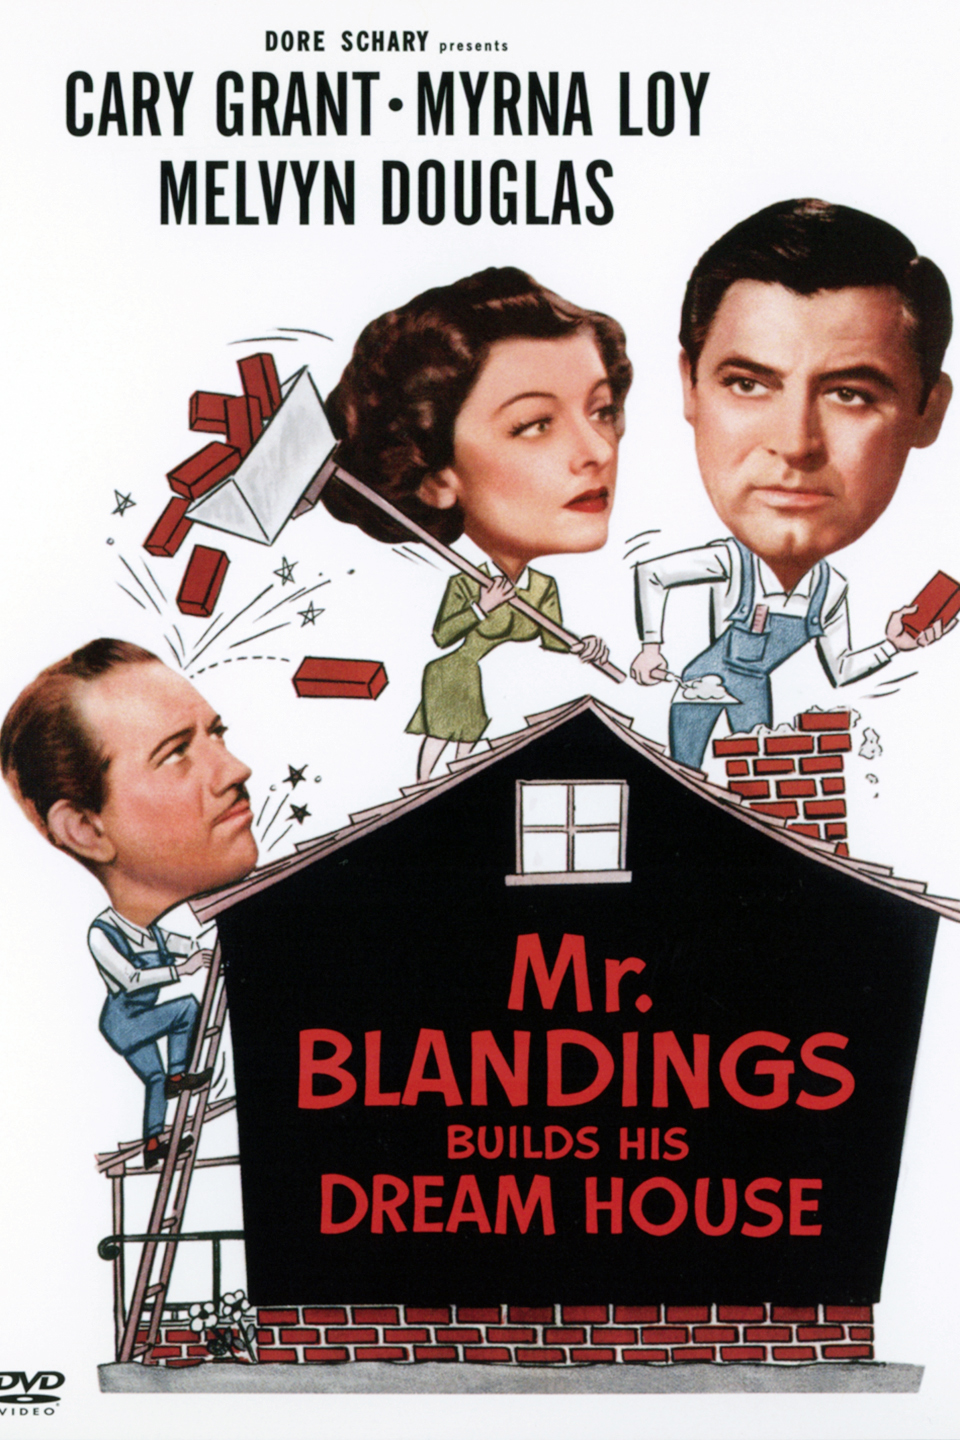 DORE SCHARY presents
CARY GRANT · MYRNA LOY
MELVYN DOUGLAS
Mr.
BLANDINGS
BUILDS HIS
DREAM HOUSE
DVD
VIDEO